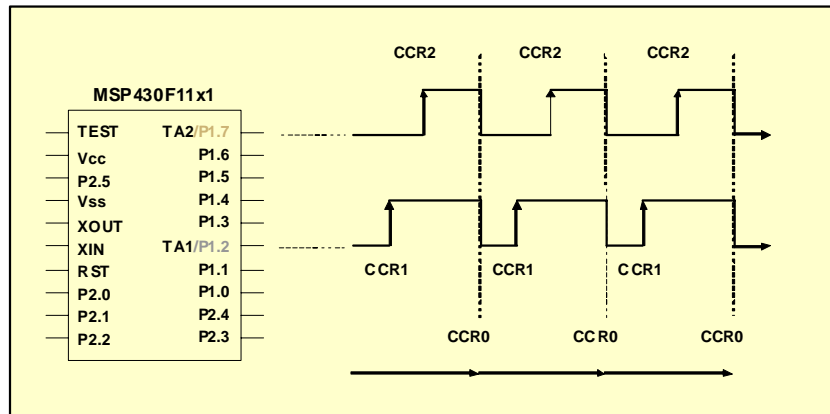 CCR2 CCR2 CCR2
MSP430F11x1
TEST TA2/P1.7
Vcc P1.6
P2.5 P1.5
Vss P1.4
XOUT P1.3
XIN TA1/P1.2
RST P1.1
P2.0 P1.0
P2.1 P2.4
P2.2 P2.3
CCR1 CCR1 CCR1
CCR0 CCR0 CCR0